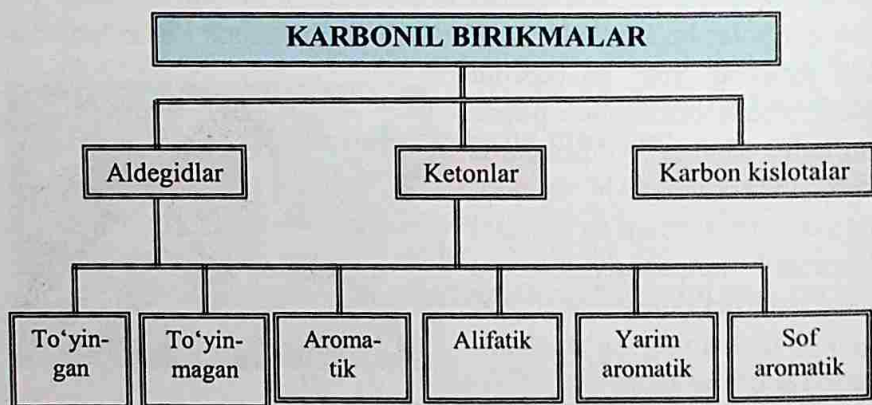 KARBONIL BIRIKMALAR
Aldegidlar
Ketonlar
Karbon kislotalar
To‘yin-
gan
To‘yin-
magan
Aroma-
tik
Alifatik
Yarim
aromatik
Sof
aromatik